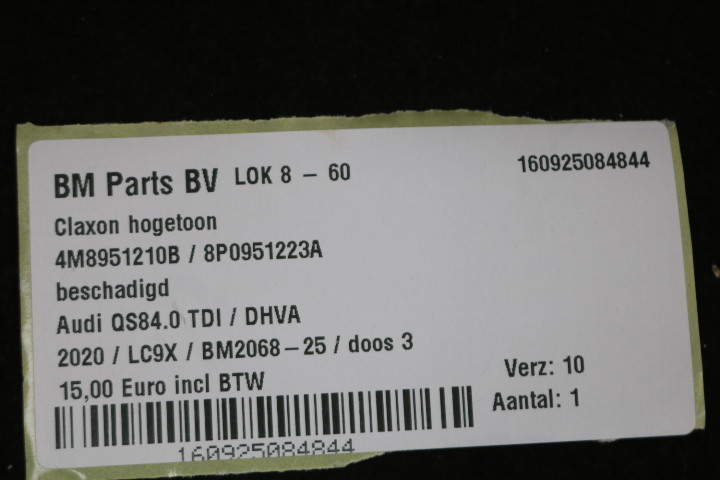 BM Parts BV LOK 8 - 60 160925084844
Claxon hogetoon
4M8951210B / 8P0951223A
beschadigd
Audi QS84.0 TDI / DHVA
2020 / LC9X / BM2068-25 / doos 3
15,00 Euro incl BTW Verz: 10
Aantal: 1
160925084844